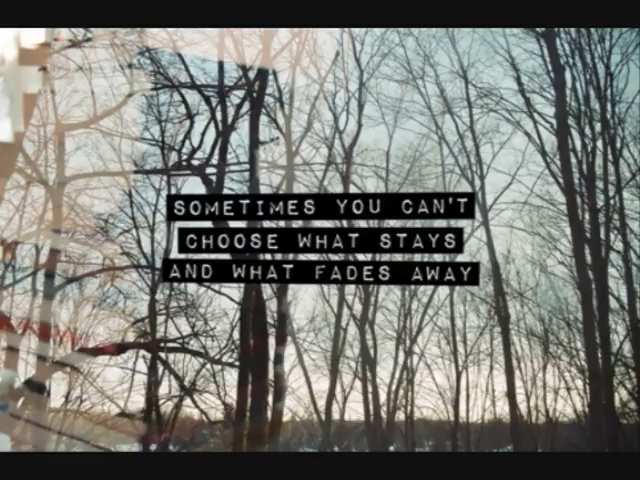 SOMETIMES YOU CAN'T
CHOOSE WHAT STAYS
AND WHAT FADES AWAY